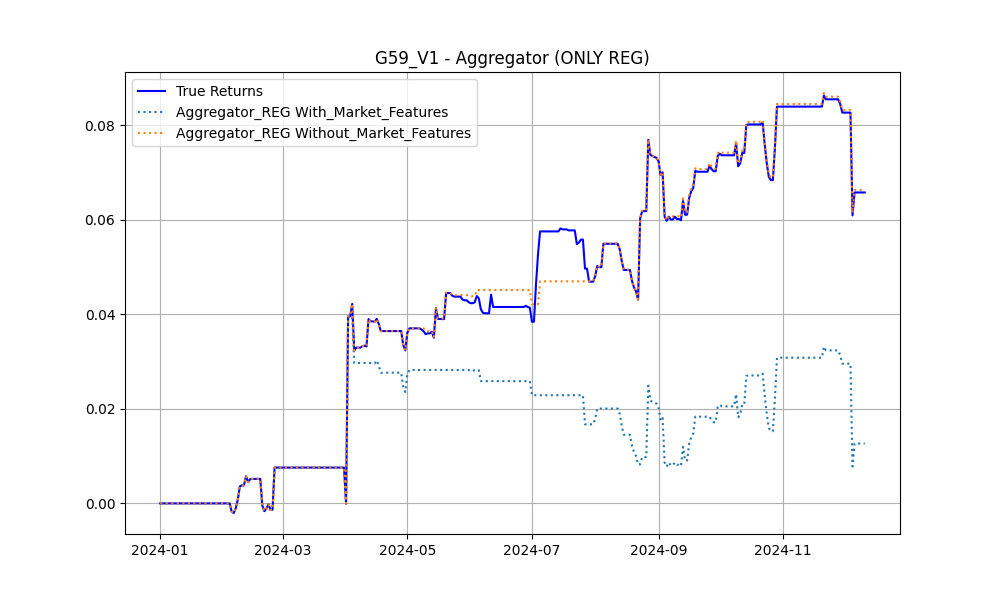 G59_V1 - Aggregator (ONLY REG)
True Returns
Aggregator_REG With_Market_Features
Aggregator_REG Without_Market_Features
0.08
0.06
0.04
0.02
0.00
2024-01
2024-03
2024-05
2024-07
2024-09
2024-11